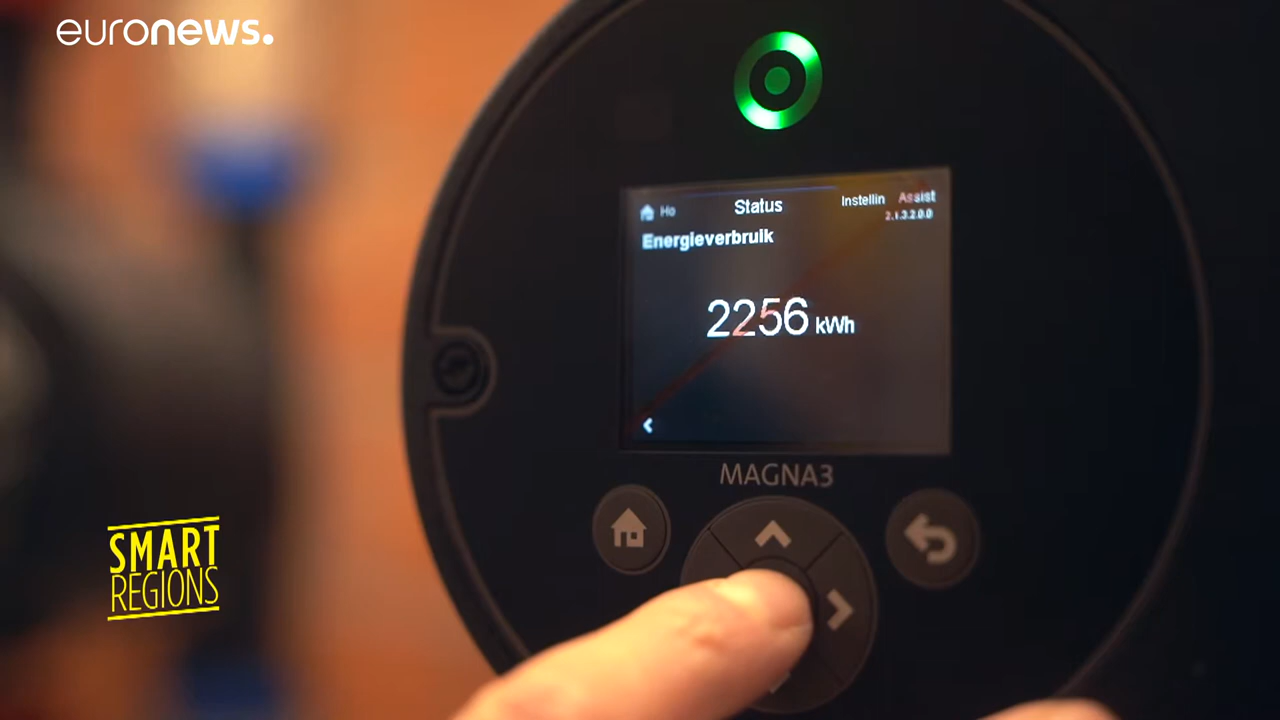 euronews.
Ho Status Instellin Assist
2.1.3.2.0.0
Energieverbruik
2256 kWh
MAGNA3
SMART
REGIONS